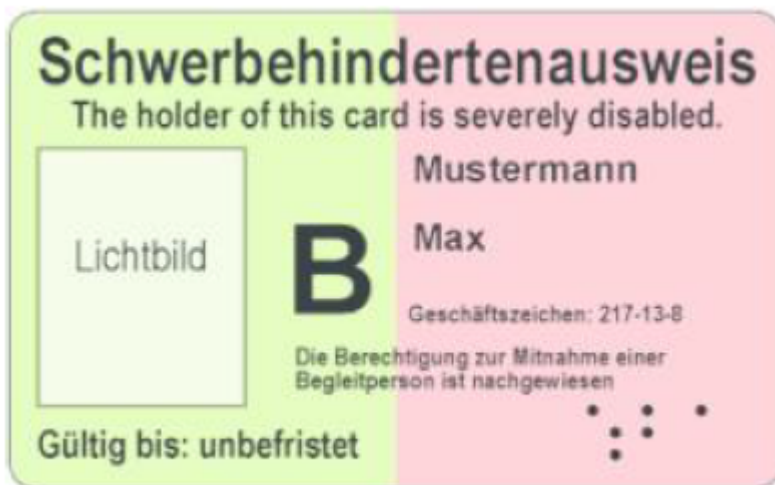 Schwerbehindertenausweis
The holder of this card is severely disabled.
Mustermann
Lichtbild
B
Max
Geschäftszeichen: 217-13-8
Die Berechtigung zur Mitnahme einer
Begleitperson ist nachgewiesen
Gültig bis: unbefristet